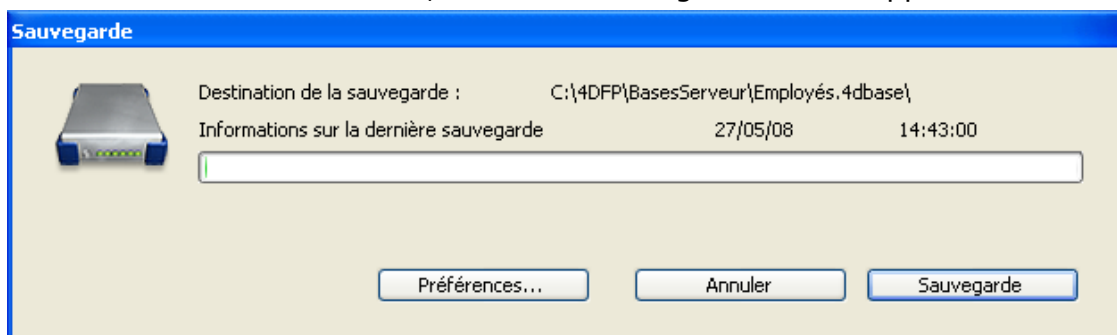 Sauvegarde
Destination de la sauvegarde : C:\4DFP\BasesServeur\Employés.4dbase\
Informations sur la dernière sauvegarde 27/05/08 14:43:00
Préférences... Annuler Sauvegarde